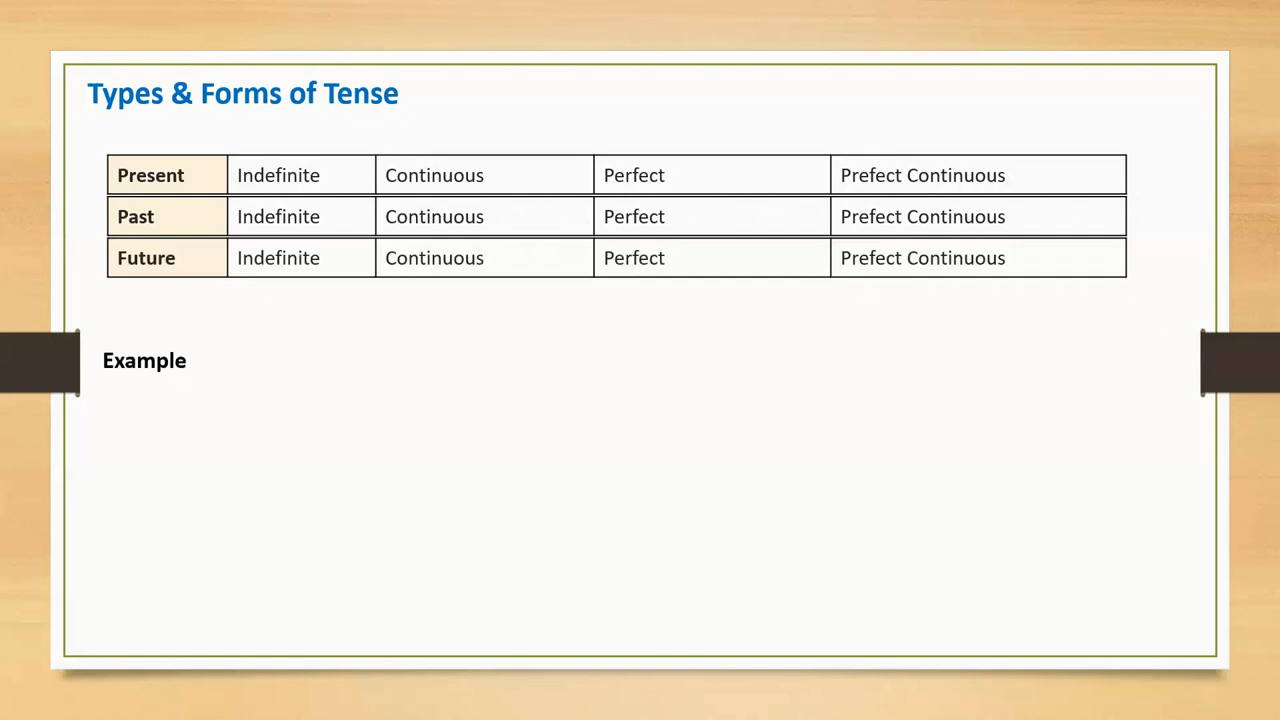 Types & Forms of Tense
Present Indefinite Continuous Perfect Prefect Continuous
Past Indefinite Continuous Perfect Prefect Continuous
Future Indefinite Continuous Perfect Prefect Continuous
Example